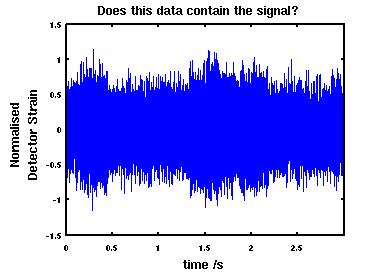 Does this data contain the signal?
1.5
1
0.5
0
-0.5
-1
-1.5
Normalised
Detector Strain
0 0.5 1 1.5 2 2.5
time /s